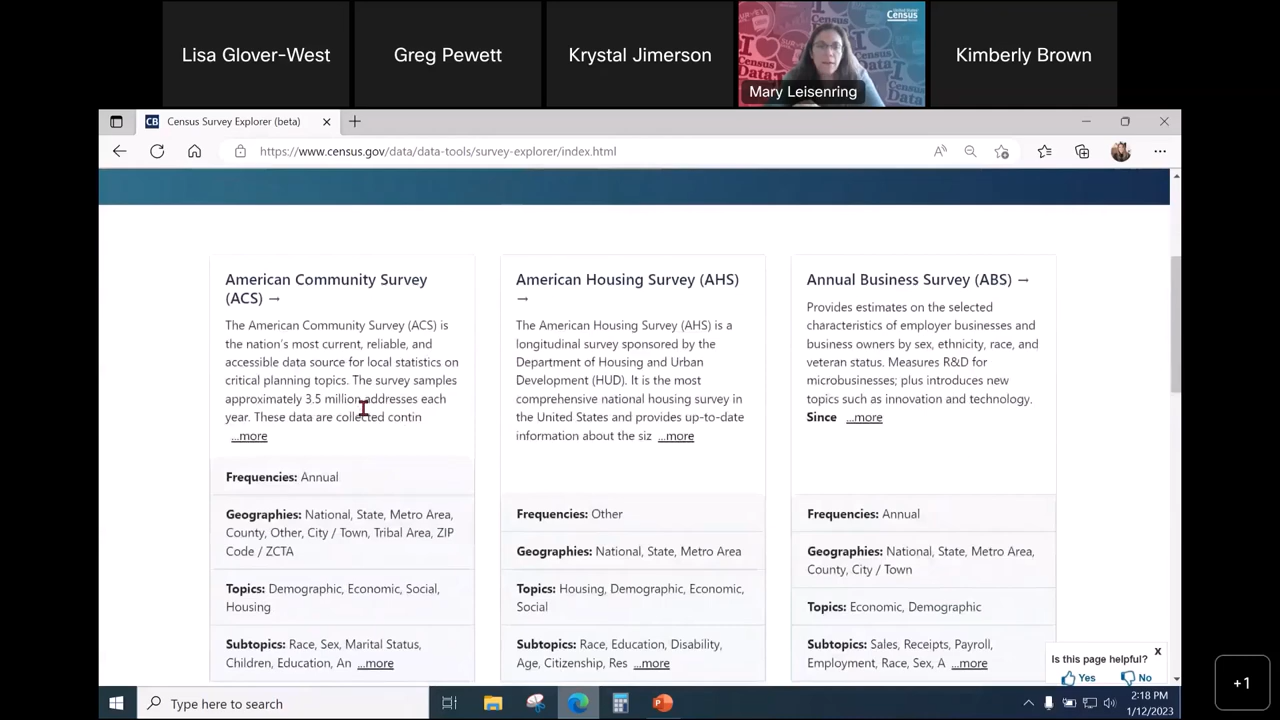 Lisa Glover-West
Greg Pewett
Krystal Jimerson
United States
Census
Mary Leisenring
Kimberly Brown
CB Census Survey Explorer (beta)
https://www.census.gov/data/data-tools/survey-explorer/index.html
American Community Survey
(ACS) →
The American Community Survey (ACS) is
the nation's most current, reliable, and
accessible data source for local statistics on
critical planning topics. The survey samples
approximately 3.5 million addresses each
year. These data are collected contin
...more
Frequencies: Annual
Geographies: National, State, Metro Area,
County, Other, City / Town, Tribal Area, ZIP
Code / ZCTA
Topics: Demographic, Economic, Social,
Housing
Subtopics: Race, Sex, Marital Status,
Children, Education, An ...more
American Housing Survey (AHS)
→
The American Housing Survey (AHS) is a
longitudinal survey sponsored by the
Department of Housing and Urban
Development (HUD). It is the most
comprehensive national housing survey in
the United States and provides up-to-date
information about the siz ...more
Frequencies: Other
Geographies: National, State, Metro Area
Topics: Housing, Demographic, Economic,
Social
Subtopics: Race, Education, Disability,
Age, Citizenship, Res ...more
Annual Business Survey (ABS) →
Provides estimates on the selected
characteristics of employer businesses and
business owners by sex, ethnicity, race, and
veteran status. Measures R&D for
microbusinesses; plus introduces new
topics such as innovation and technology.
Since ...more
Frequencies: Annual
Geographies: National, State, Metro Area,
County, City / Town
Topics: Economic, Demographic
Subtopics: Sales, Receipts, Payroll,
Employment, Race, Sex, A ...more
Is this page helpful? X
Yes No
Type here to search
2:18 PM
1/12/2023
+1